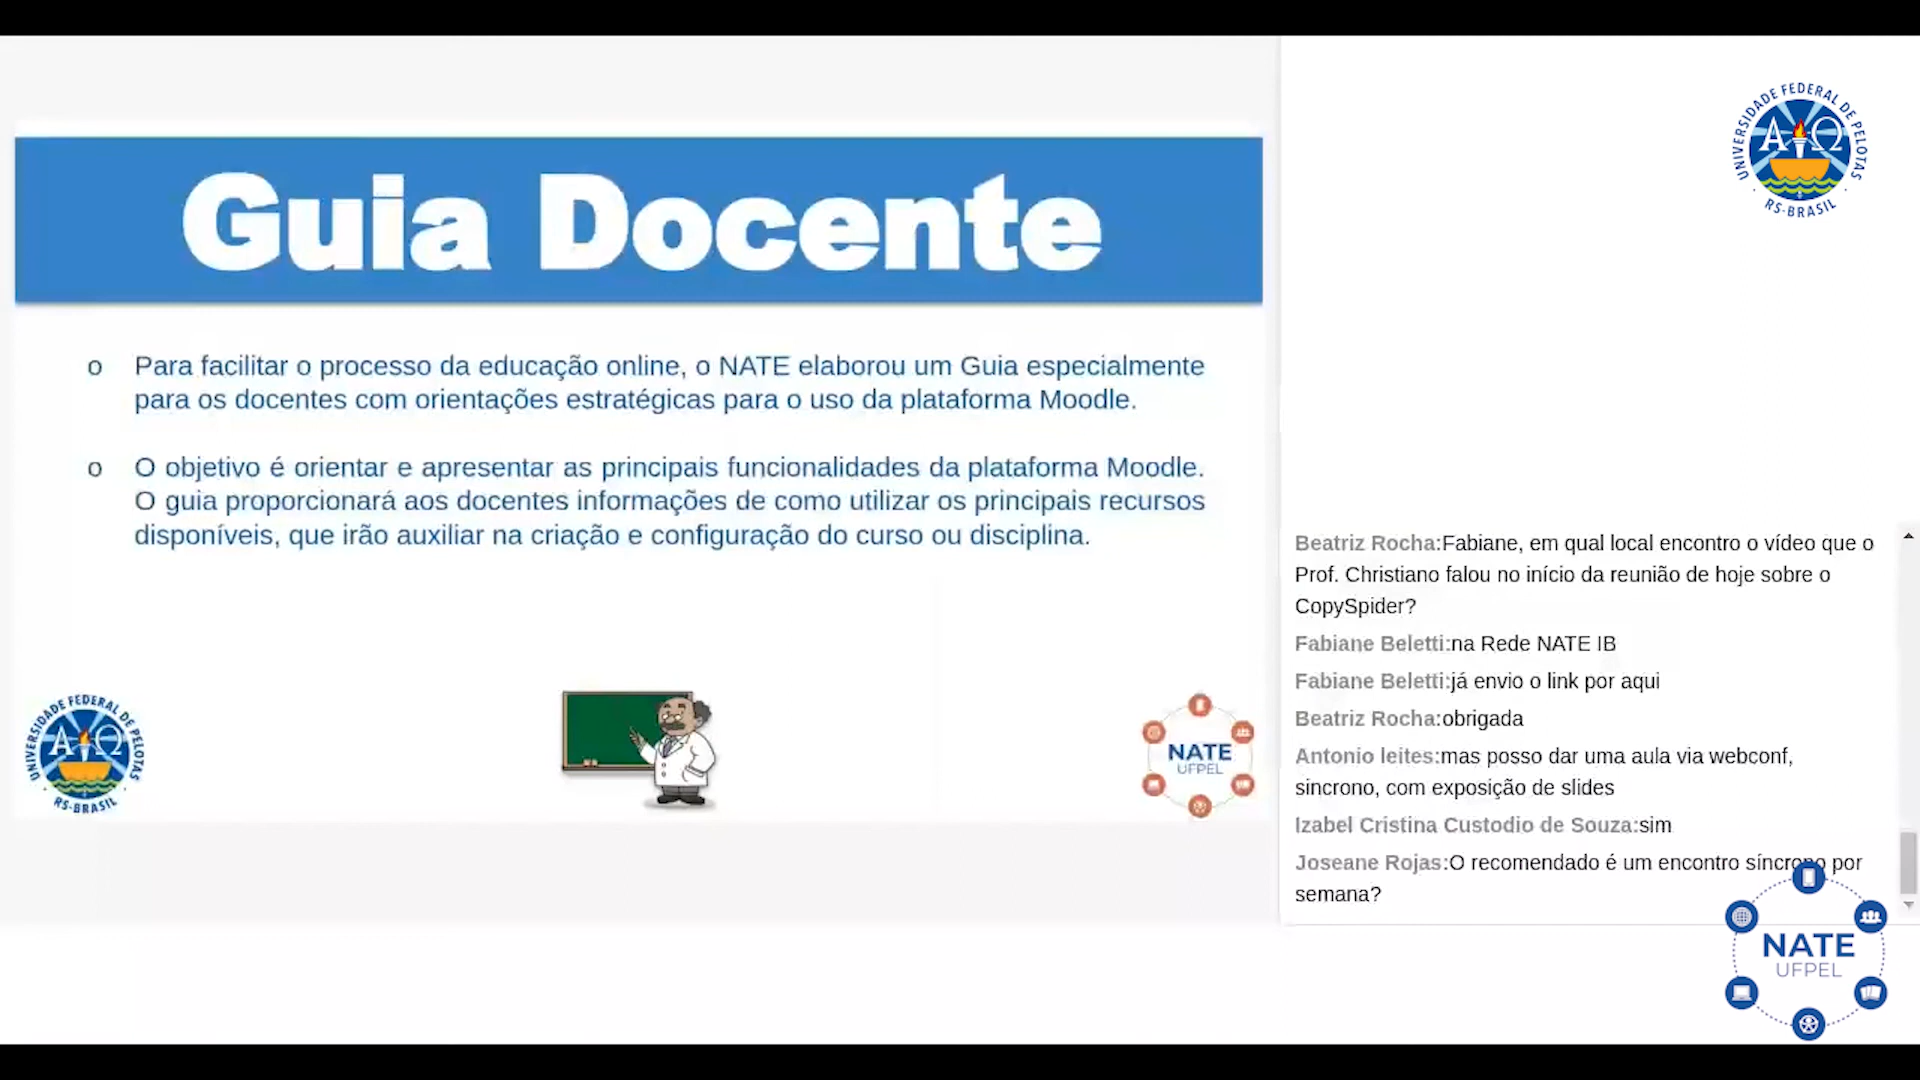 Guia Docente
o Para facilitar o processo da educação online, o NATE elaborou um Guia especialmente
para os docentes com orientações estratégicas para o uso da plataforma Moodle.
o O objetivo é orientar e apresentar as principais funcionalidades da plataforma Moodle.
O guia proporcionará aos docentes informações de como utilizar os principais recursos
disponíveis, que irão auxiliar na criação e configuração do curso ou disciplina.
UNIVERSIDADE FEDERAL DE PELOTAS
AΩ
RS-BRASIL
NATE
UFPEL
UNIVERSIDADE FEDERAL DE PELOTAS
AΩ
RS-BRASIL
Beatriz Rocha:Fabiane, em qual local encontro o vídeo que o
Prof. Christiano falou no início da reunião de hoje sobre o
CopySpider?
Fabiane Beletti:na Rede NATE IB
Fabiane Beletti:já envio o link por aqui
Beatriz Rocha:obrigada
Antonio leites:mas posso dar uma aula via webconf,
sincrono, com exposição de slides
Izabel Cristina Custodio de Souza:sim
Joseane Rojas:O recomendado é um encontro síncrono por
semana?
NATE
UFPEL